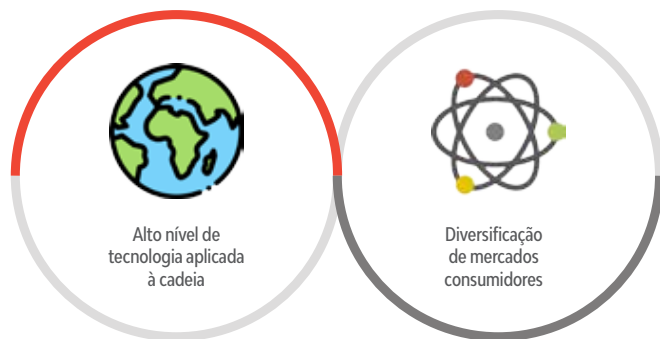 Alto nível de
tecnologia aplicada
à cadeia
Diversificação
de mercados
consumidores